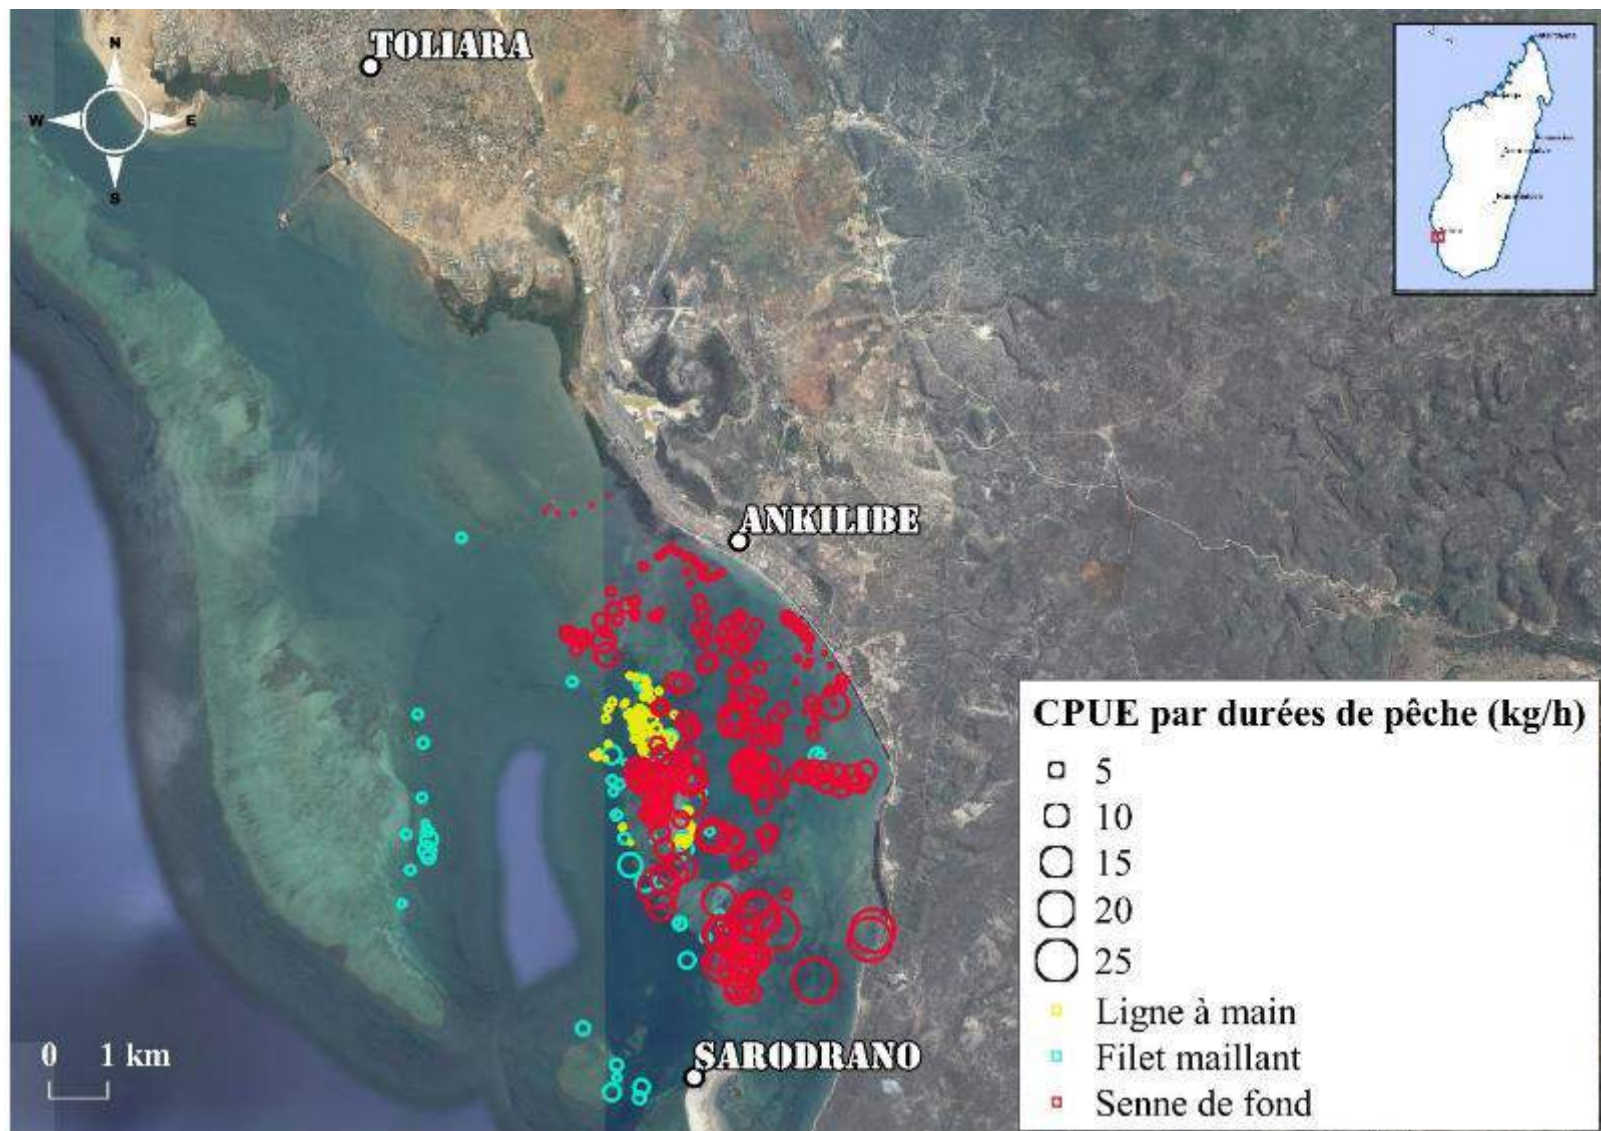 N
W
E
S
TOLIARA
ANKILIBE
SARODRANO
0 1 km
CPUE par durées de pêche (kg/h)
5
10
15
20
25
Ligne à main
Filet maillant
Senne de fond